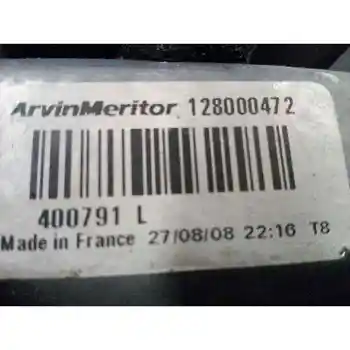 ArvinMeritor 128000472
400791 L
Made in France 27/08/08 22:16 T8